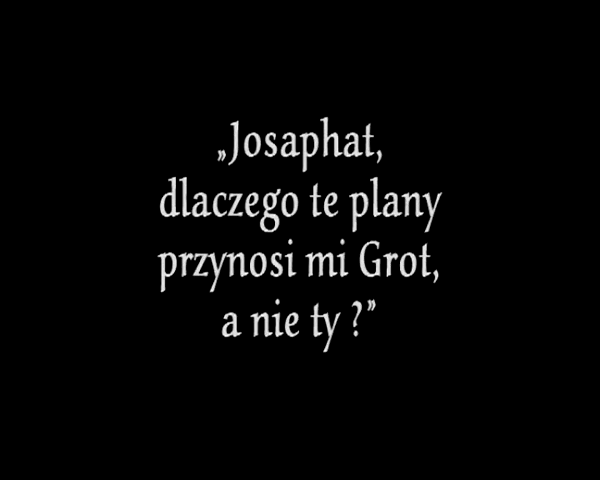 „Josaphat,
dlaczego te plany
przynosi mi Grot,
a nie ty ?”